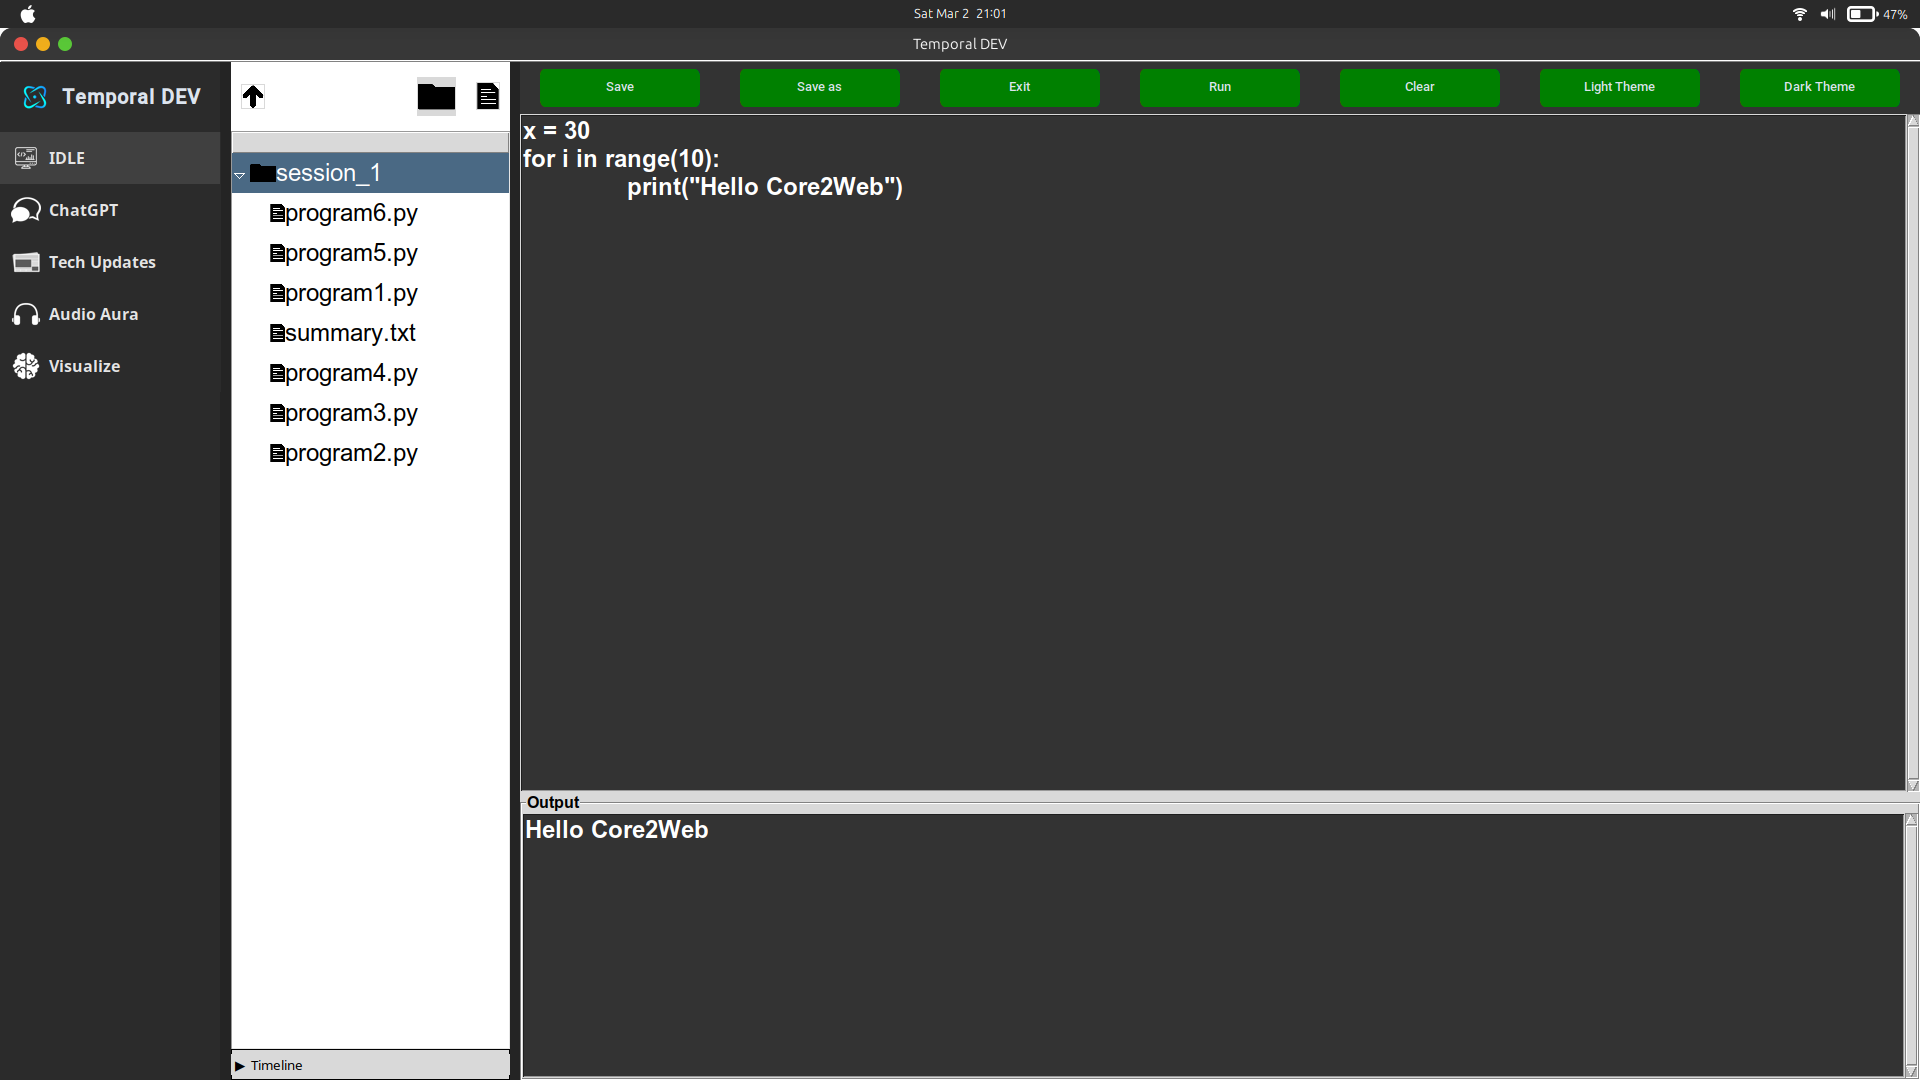 Sat Mar 2 21:01
47%
Temporal DEV
Temporal DEV
IDLE
ChatGPT
Tech Updates
Audio Aura
Visualize
session_1
program6.py
program5.py
program1.py
summary.txt
program4.py
program3.py
program2.py
Timeline
Save
Save as
Exit
Run
Clear
Light Theme
Dark Theme
x = 30
for i in range(10):
print("Hello Core2Web")
Output
Hello Core2Web